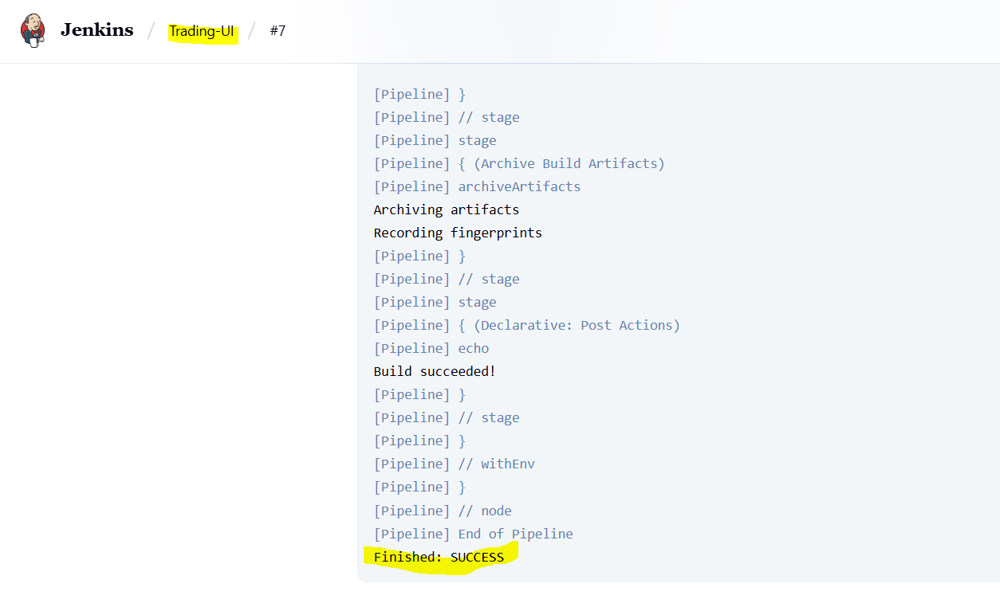 Jenkins / Trading-UI / #7
[Pipeline] }
[Pipeline] // stage
[Pipeline] stage
[Pipeline] { (Archive Build Artifacts)
[Pipeline] archiveArtifacts
Archiving artifacts
Recording fingerprints
[Pipeline] }
[Pipeline] // stage
[Pipeline] stage
[Pipeline] { (Declarative: Post Actions)
[Pipeline] echo
Build succeeded!
[Pipeline] }
[Pipeline] // stage
[Pipeline] }
[Pipeline] // withEnv
[Pipeline] }
[Pipeline] // node
[Pipeline] End of Pipeline
Finished: SUCCESS